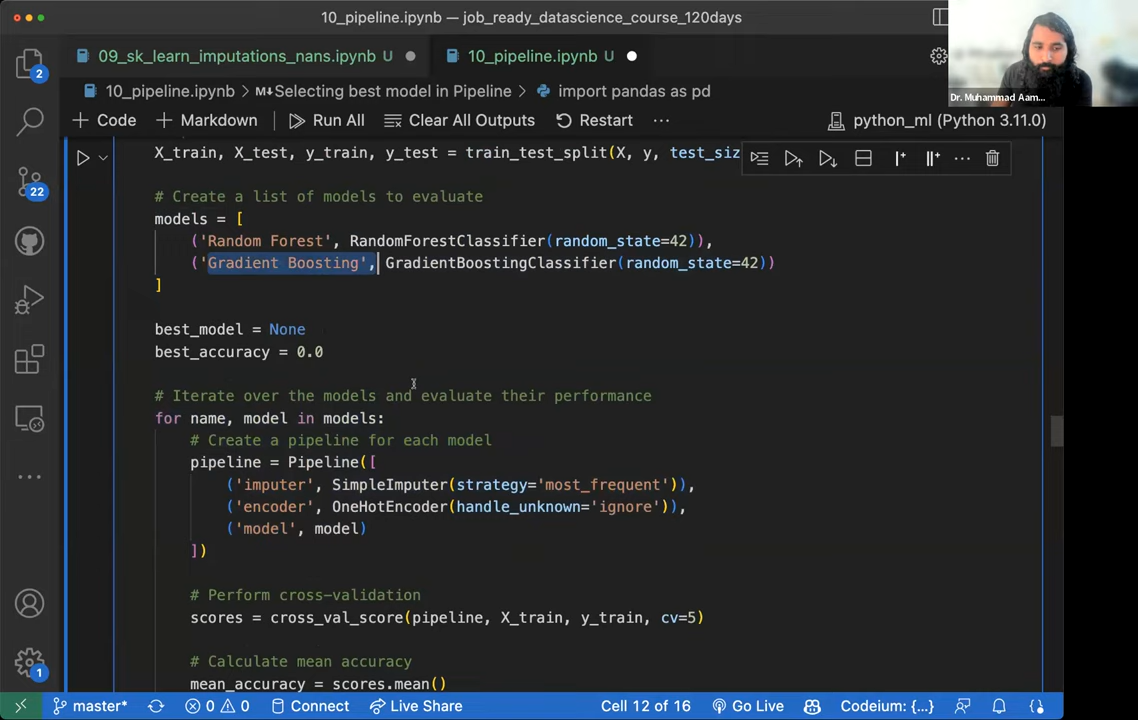 10_pipeline.ipynb — job_ready_datascience_course_120days
09_sk_learn_imputations_nans.ipynb U
10_pipeline.ipynb U
10_pipeline.ipynb > M↓Selecting best model in Pipeline > import pandas as pd
Dr. Muhammad Aam...
+ Code + Markdown Run All Clear All Outputs Restart ... python_ml (Python 3.11.0)
X_train, X_test, y_train, y_test = train_test_split(X, y, test_siz
# Create a list of models to evaluate
models = [
('Random Forest', RandomForestClassifier(random_state=42)),
('Gradient Boosting', GradientBoostingClassifier(random_state=42))
]
best_model = None
best_accuracy = 0.0
# Iterate over the models and evaluate their performance
for name, model in models:
# Create a pipeline for each model
pipeline = Pipeline([
('imputer', SimpleImputer(strategy='most_frequent')),
('encoder', OneHotEncoder(handle_unknown='ignore')),
('model', model)
])
# Perform cross-validation
scores = cross_val_score(pipeline, X_train, y_train, cv=5)
# Calculate mean accuracy
mean_accuracy = scores.mean()
2
22
1
master* 0 0 Connect Live Share Cell 12 of 16 Go Live Codeium: {...}